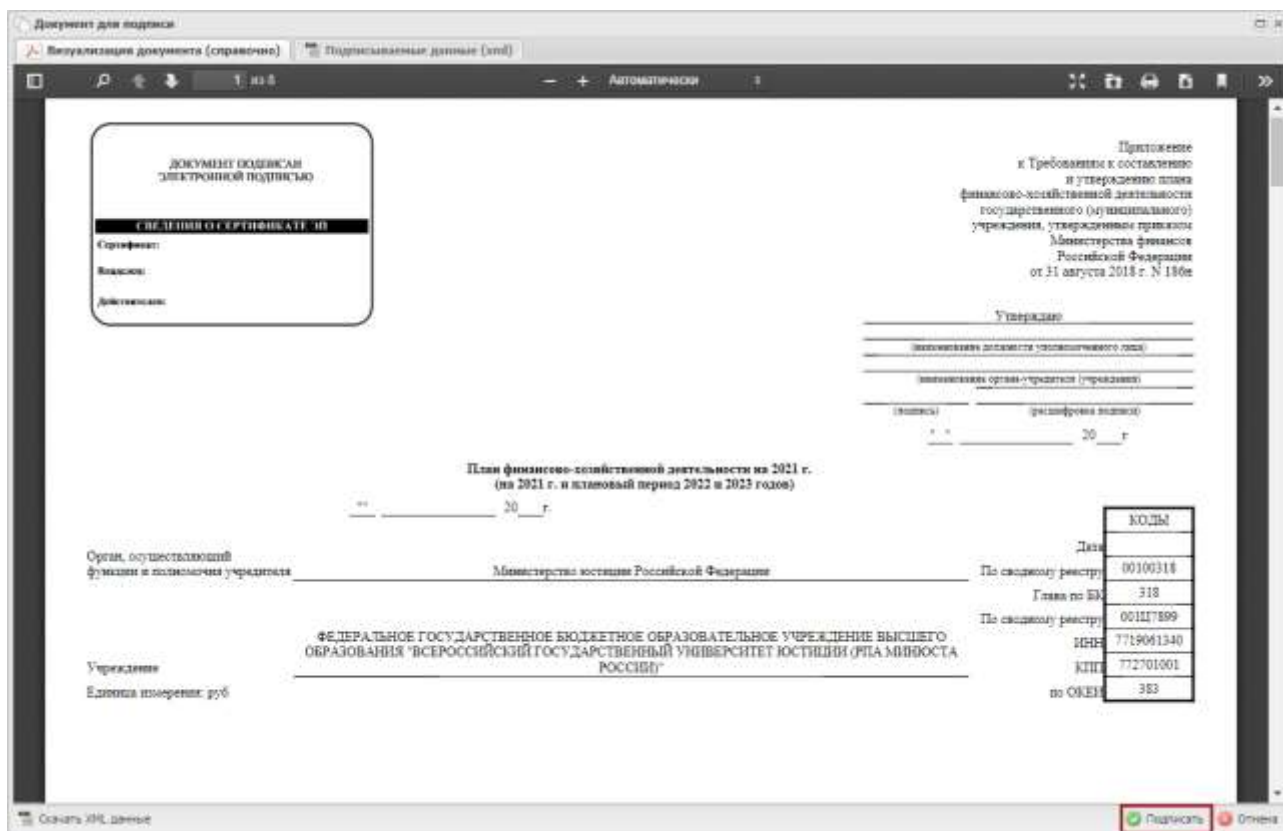 Документ для подписи
Визуализация документа (справочно)
Подписываемые данные (xml)
1 из 8
Автоматически
ДОКУМЕНТ ПОДПИСАН
ЭЛЕКТРОННОЙ ПОДПИСЬЮ
СВЕДЕНИЯ О СЕРТИФИКАТЕ ЭП
Сертификат:
Владелец:
Действителен:
Приложение
к Требованиям к составлению
и утверждению плана
финансово-хозяйственной деятельности
государственного (муниципального)
учреждения, утвержденным приказом
Министерства финансов
Российской Федерации
от 31 августа 2018 г. N 186н
Утверждаю
(наименование должности уполномоченного лица)
(наименование органа-учредителя (учреждения)
(подпись) (расшифровка подписи)
" " 20 г
План финансово-хозяйственной деятельности на 2021 г.
(на 2021 г. и плановый период 2022 и 2023 годов)
"" 20 г.
КОДЫ
Дата
Орган, осуществляющий
функции и полномочия учредителя Министерство юстиции Российской Федерации По сводному реестру 00100318
Глава по БК 318
По сводному реестру 001Щ7899
ФЕДЕРАЛЬНОЕ ГОСУДАРСТВЕННОЕ БЮДЖЕТНОЕ ОБРАЗОВАТЕЛЬНОЕ УЧРЕЖДЕНИЕ ВЫСШЕГО
ОБРАЗОВАНИЯ "ВСЕРОССИЙСКИЙ ГОСУДАРСТВЕННЫЙ УНИВЕРСИТЕТ ЮСТИЦИИ (РПА МИНЮСТА
РОССИИ)"
ИНН 7719061340
Учреждение КПП 772701001
Единица измерения: руб по ОКЕИ 383
Скачать XML данные
Подписать
Отмена